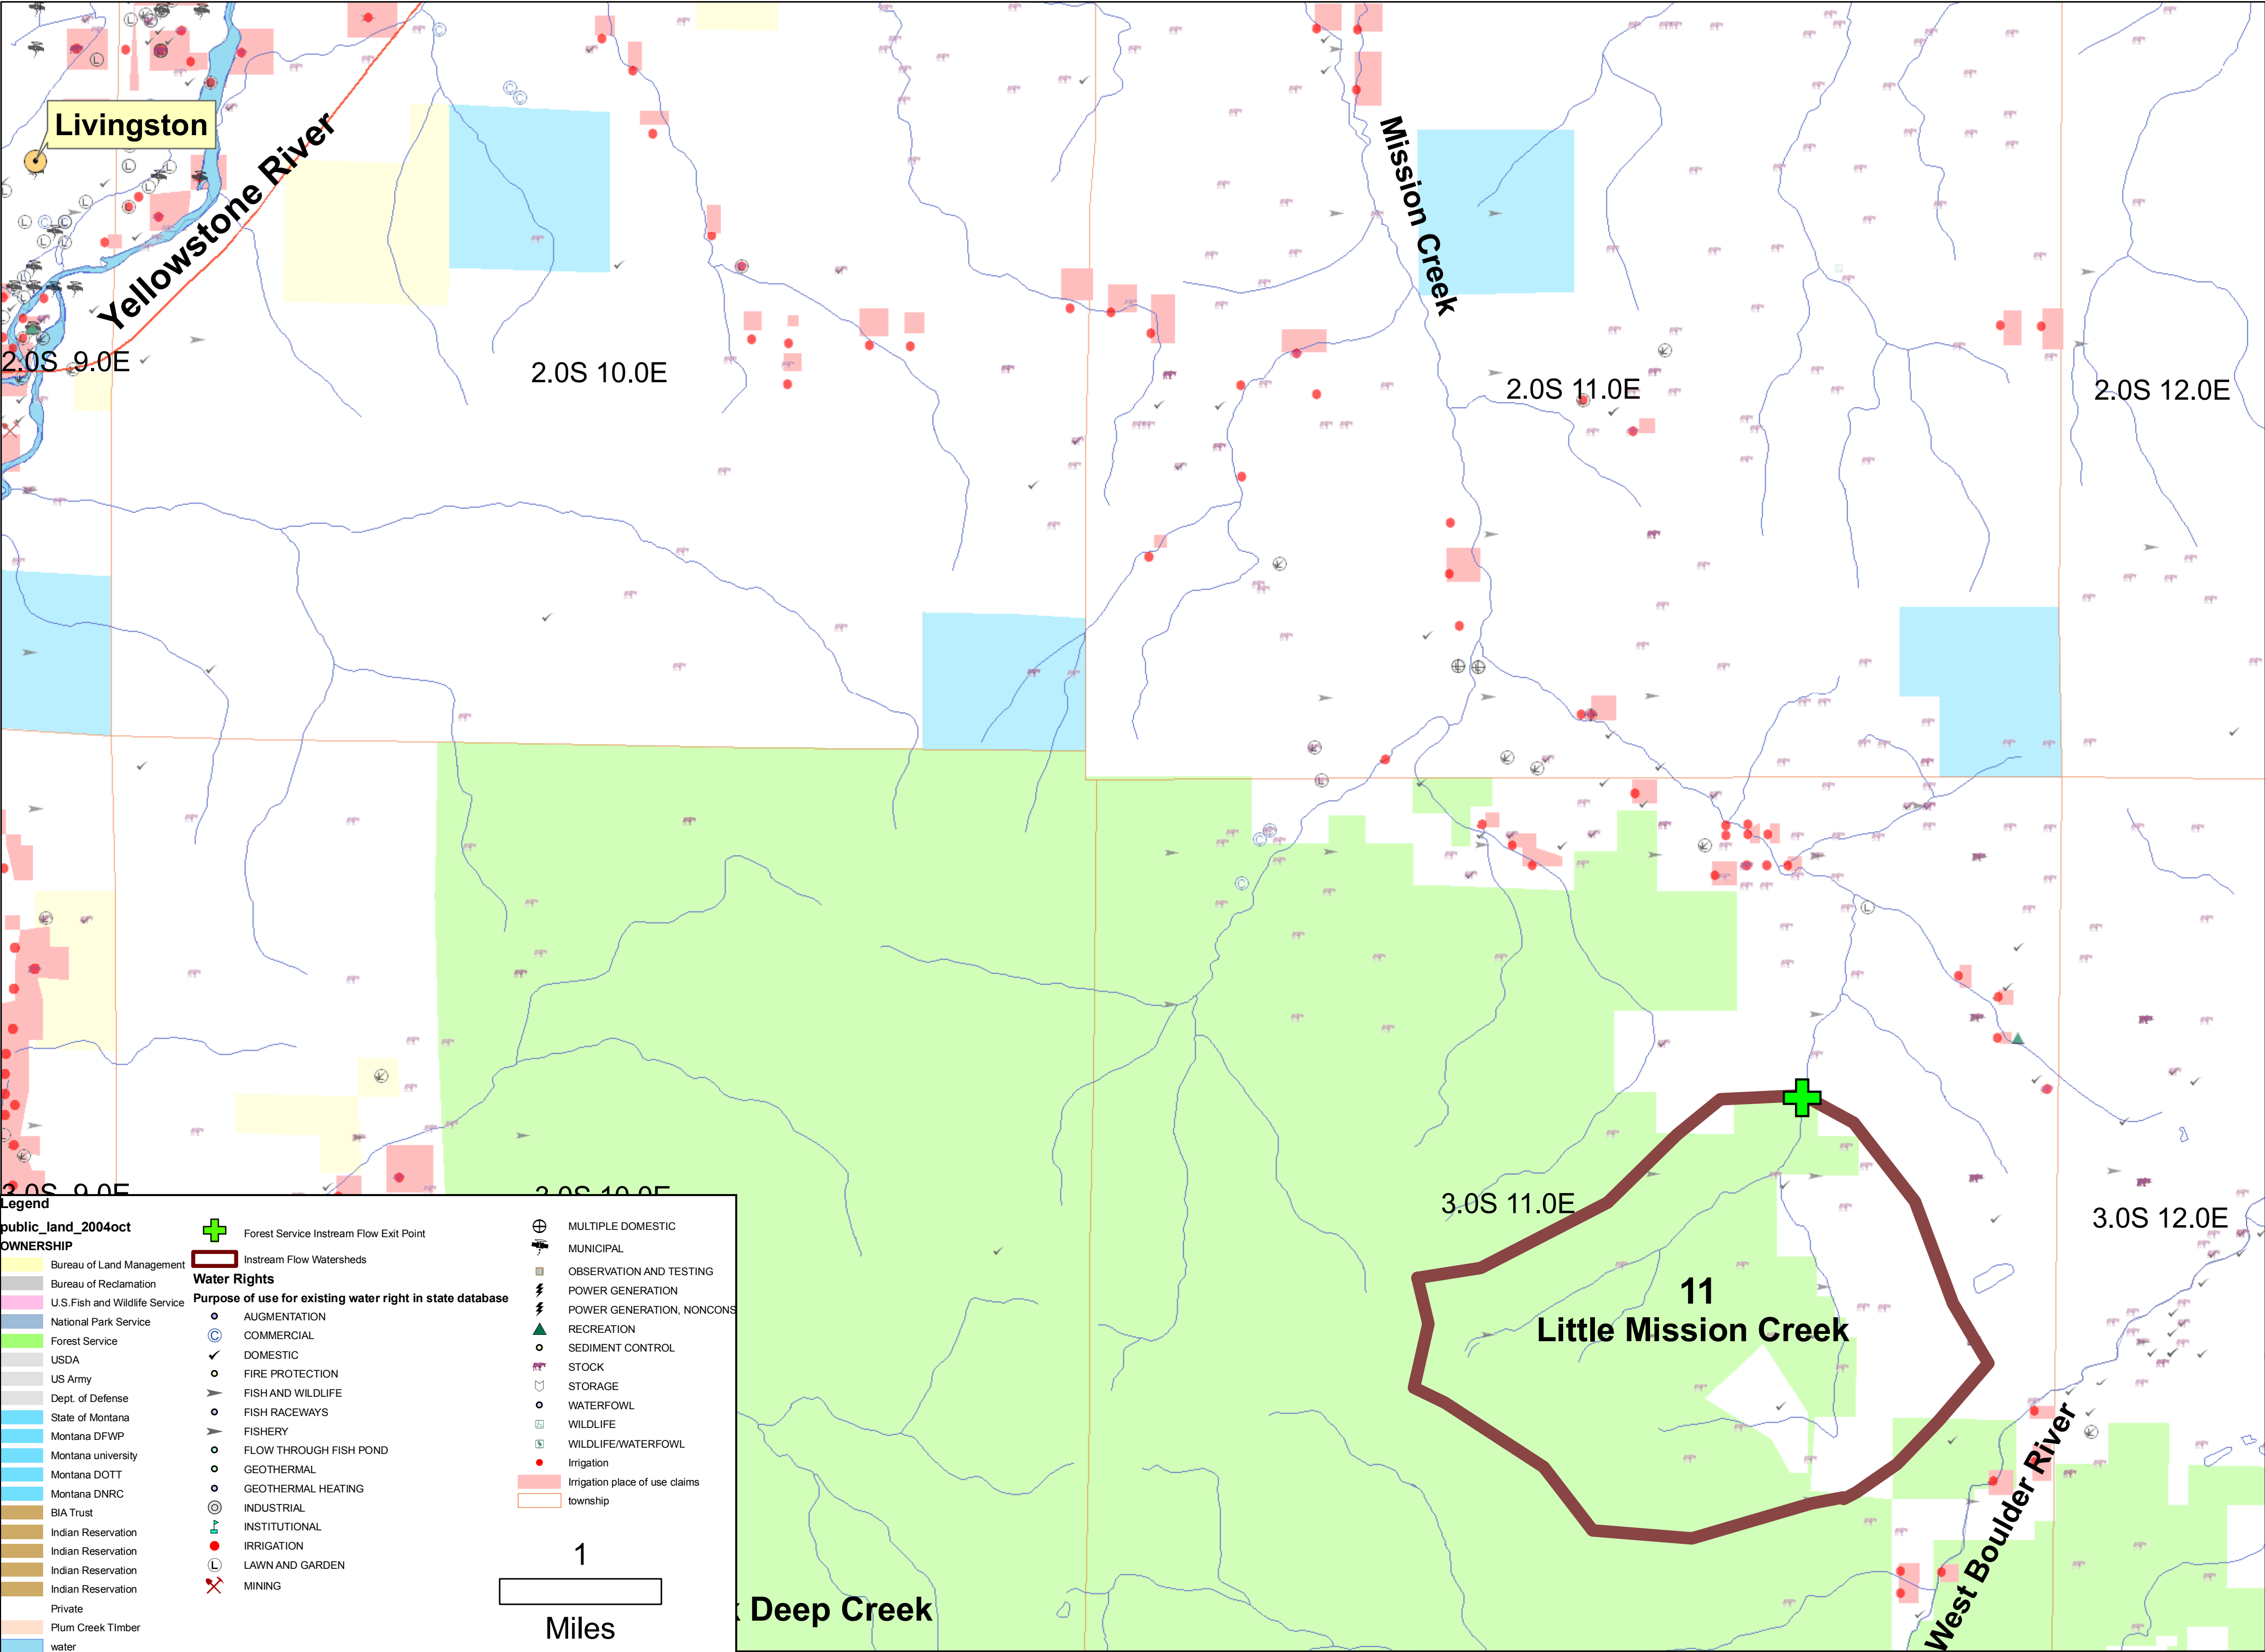 Livingston
Yellowstone River
Mission Creek
2.0S 9.0E
2.0S 10.0E
2.0S 11.0E
2.0S 12.0E
3.0S 9.0E
3.0S 10.0E
3.0S 11.0E
3.0S 12.0E
11
Little Mission Creek
West Boulder River
Deep Creek
Legend
public_land_2004oct
OWNERSHIP
Bureau of Land Management
Bureau of Reclamation
U.S.Fish and Wildlife Service
National Park Service
Forest Service
USDA
US Army
Dept. of Defense
State of Montana
Montana DFWP
Montana university
Montana DOTT
Montana DNRC
BIA Trust
Indian Reservation
Indian Reservation
Indian Reservation
Indian Reservation
Private
Plum Creek TImber
water
Forest Service Instream Flow Exit Point
Instream Flow Watersheds
Water Rights
Purpose of use for existing water right in state database
AUGMENTATION
COMMERCIAL
DOMESTIC
FIRE PROTECTION
FISH AND WILDLIFE
FISH RACEWAYS
FISHERY
FLOW THROUGH FISH POND
GEOTHERMAL
GEOTHERMAL HEATING
INDUSTRIAL
INSTITUTIONAL
IRRIGATION
LAWN AND GARDEN
MINING
MULTIPLE DOMESTIC
MUNICIPAL
OBSERVATION AND TESTING
POWER GENERATION
POWER GENERATION, NONCONS
RECREATION
SEDIMENT CONTROL
STOCK
STORAGE
WATERFOWL
WILDLIFE
WILDLIFE/WATERFOWL
Irrigation
Irrigation place of use claims
township
1
Miles